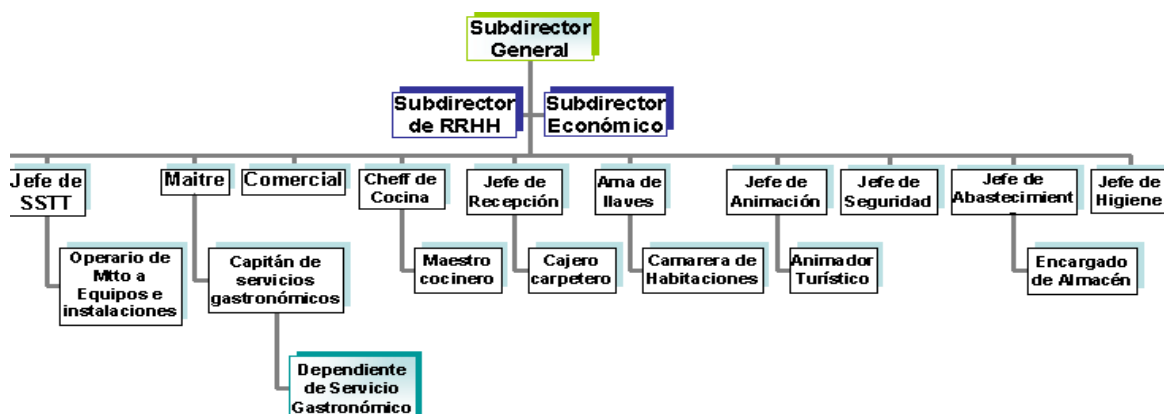 Subdirector
General
Subdirector
de RRHH
Subdirector
Económico
Jefe de
SSTT
Maitre
Comercial
Cheff de
Cocina
Jefe de
Recepción
Ama de
llaves
Jefe de
Animación
Jefe de
Seguridad
Jefe de
Abastecimient
Jefe de
Higiene
Operario de
Mtto a
Equipos e
instalaciones
Capitán de
servicios
gastronómicos
Maestro
cocinero
Cajero
carpetero
Camarera de
Habitaciones
Animador
Turístico
Encargado
de Almacén
Dependiente
de Servicio
Gastronómico